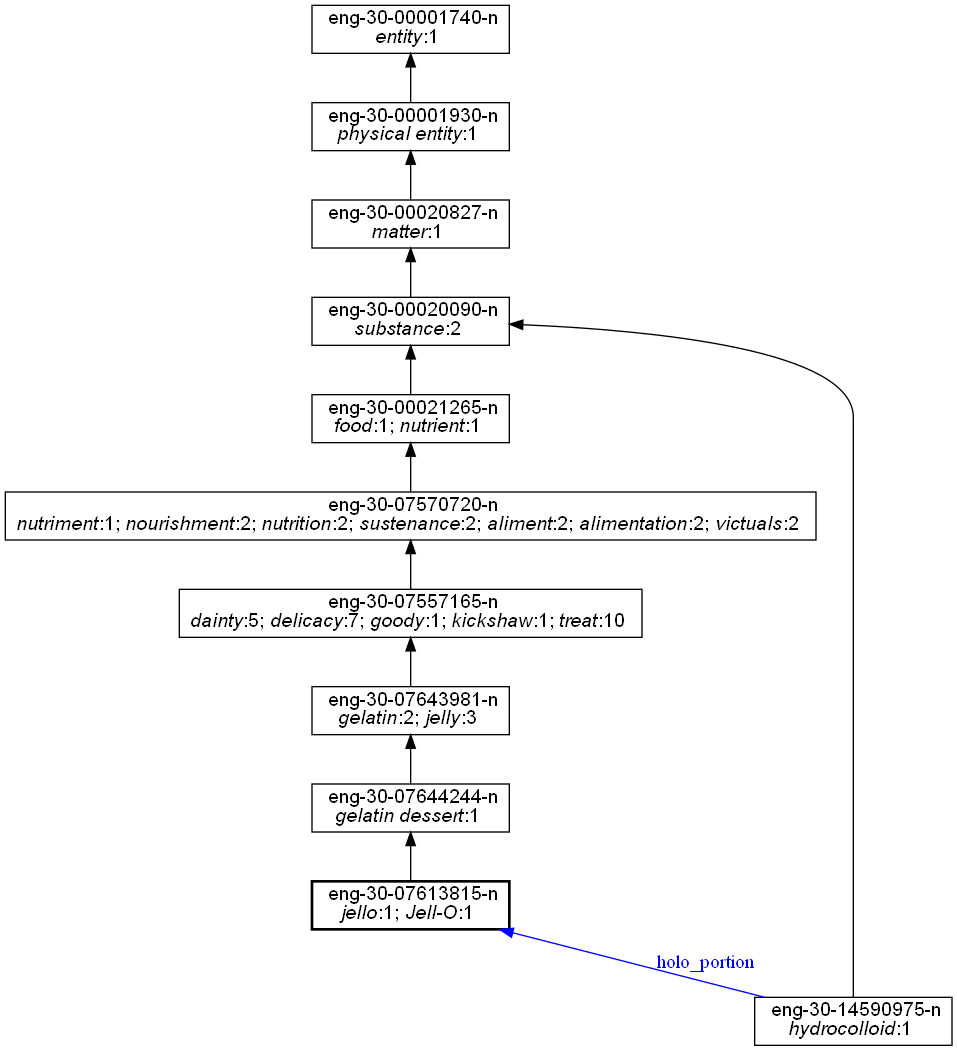 eng-30-00001740-n
entity:1
eng-30-00001930-n
physical entity:1
eng-30-00020827-n
matter:1
eng-30-00020090-n
substance:2
eng-30-00021265-n
food:1; nutrient:1
eng-30-07570720-n
nutriment:1; nourishment:2; nutrition:2; sustenance:2; aliment:2; alimentation:2; victuals:2
eng-30-07557165-n
dainty:5; delicacy:7; goody:1; kickshaw:1; treat:10
eng-30-07643981-n
gelatin:2; jelly:3
eng-30-07644244-n
gelatin dessert:1
eng-30-07613815-n
jello:1; Jell-O:1
holo_portion
eng-30-14590975-n
hydrocolloid:1